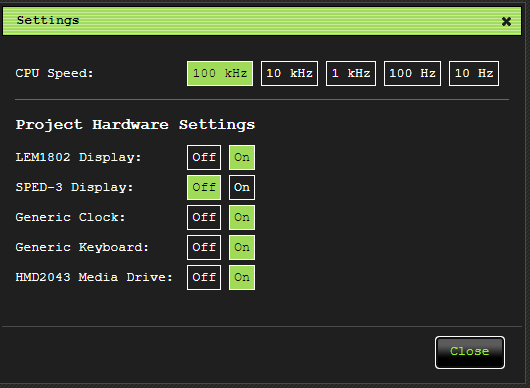 Settings ×
CPU Speed: 100 kHz 10 kHz 1 kHz 100 Hz 10 Hz
Project Hardware Settings
LEM1802 Display: Off On
SPED-3 Display: Off On
Generic Clock: Off On
Generic Keyboard: Off On
HMD2043 Media Drive: Off On
Close